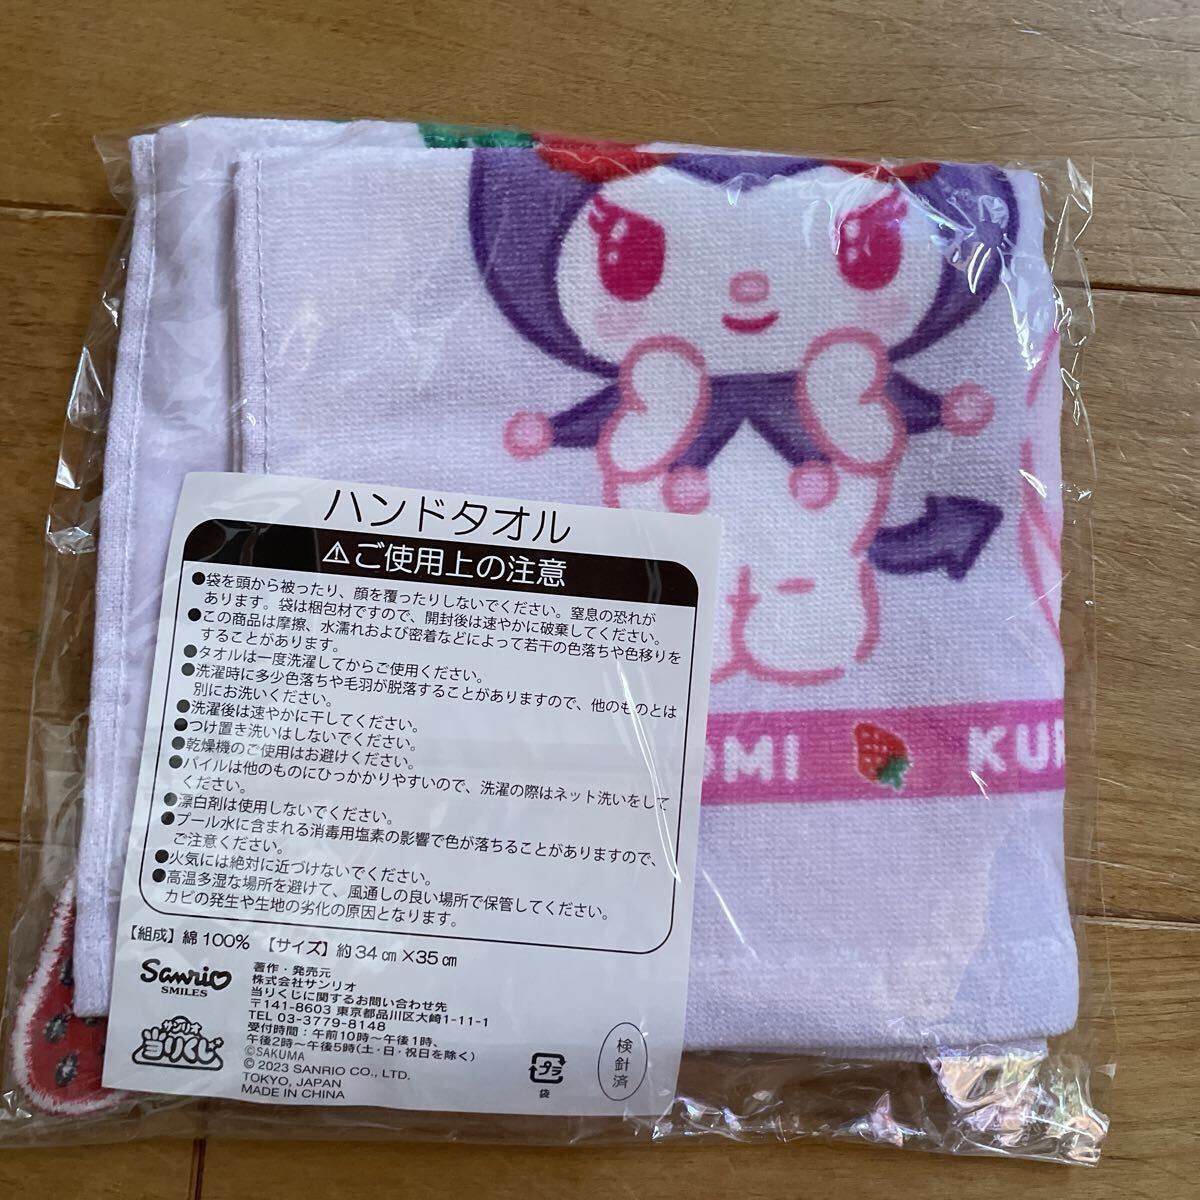 OMI KUR
ハンドタオル
⚠ご使用上の注意
●袋を頭から被ったり、顔を覆ったりしないでください。窒息の恐れが
あります。袋は梱包材ですので、開封後は速やかに破棄してください。
●この商品は摩擦、水濡れおよび密着などによって若干の色落ちや色移りを
することがあります。
●タオルは一度洗濯してからご使用ください。
●洗濯時に多少色落ちや毛羽が脱落することがありますので、他のものとは
別にお洗いください。
●洗濯後は速やかに干してください。
●つけ置き洗いはしないでください。
●乾燥機のご使用はお避けください。
●パイルは他のものにひっかかりやすいので、洗濯の際はネット洗いをして
ください。
●漂白剤は使用しないでください。
●プール水に含まれる消毒用塩素の影響で色が落ちることがありますので、
ご注意ください。
●火気には絶対に近づけないでください。
●高温多湿な場所を避けて、風通しの良い場所で保管してください。
カビの発生や生地の劣化の原因となります。
【組成】綿100% 【サイズ】約34㎝×35㎝
Sanrio
SMILES
サンリオ
当りくじ
著作・発売元
株式会社サンリオ
当りくじに関するお問い合わせ先
〒141-8603 東京都品川区大崎1-11-1
TEL 03-3779-8148
受付時間:午前10時〜午後1時、
午後2時〜午後5時(土・日・祝日を除く)
©SAKUMA
© 2023 SANRIO CO., LTD.
TOKYO, JAPAN
MADE IN CHINA
プラ
袋
検針済